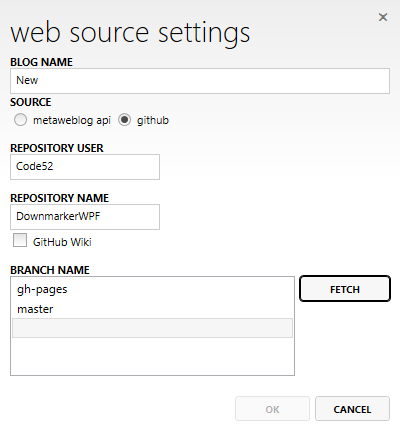 web source settings
BLOG NAME
New
SOURCE
metaweblog api
github
REPOSITORY USER
Code52
REPOSITORY NAME
DownmarkerWPF
GitHub Wiki
BRANCH NAME
gh-pages
FETCH
master
OK
CANCEL